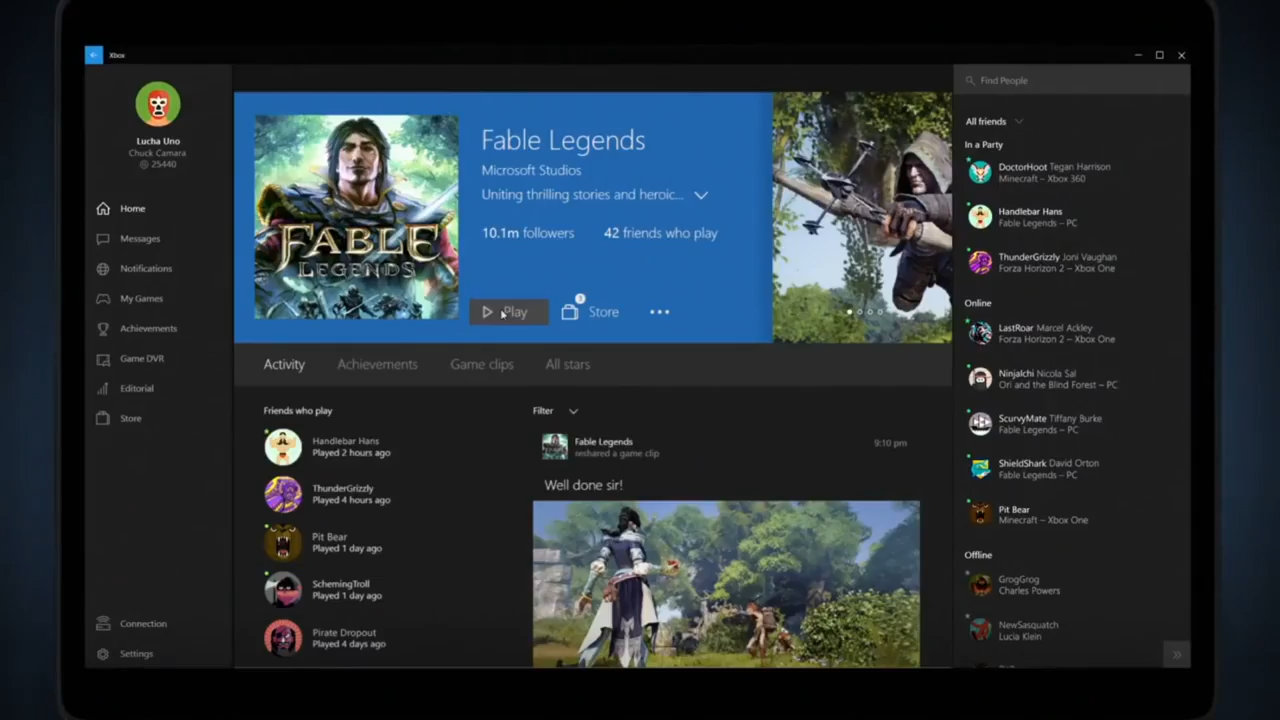 Xbox
Lucha Uno
Chuck Camara
25440
Home
Messages
Notifications
My Games
Achievements
Game DVR
Editorial
Store
Connection
Settings
FABLE
LEGENDS
Fable Legends
Microsoft Studios
Uniting thrilling stories and heroic...
10.1m followers
42 friends who play
Play
Store
Activity
Achievements
Game clips
All stars
Friends who play
Handlebar Hans
Played 2 hours ago
ThunderGrizzly
Played 4 hours ago
Pit Bear
Played 1 day ago
SchemingTroll
Played 1 day ago
Pirate Dropout
Played 4 days ago
Filter
Fable Legends
reshared a game clip
9:10 pm
Well done sir!
Find People
All friends
In a Party
DoctorHoot Tegan Harrison
Minecraft – Xbox 360
Handlebar Hans
Fable Legends – PC
ThunderGrizzly Joni Vaughan
Forza Horizon 2 – Xbox One
Online
LastRoar Marcel Ackley
Forza Horizon 2 – Xbox One
Ninjalchi Nicola Sal
Ori and the Blind Forest – PC
ScurvyMate Tiffany Burke
Fable Legends – PC
ShieldShark David Orton
Fable Legends – PC
Pit Bear
Minecraft – Xbox One
Offline
GrogGrog
Charles Powers
NewSasquatch
Lucia Klein